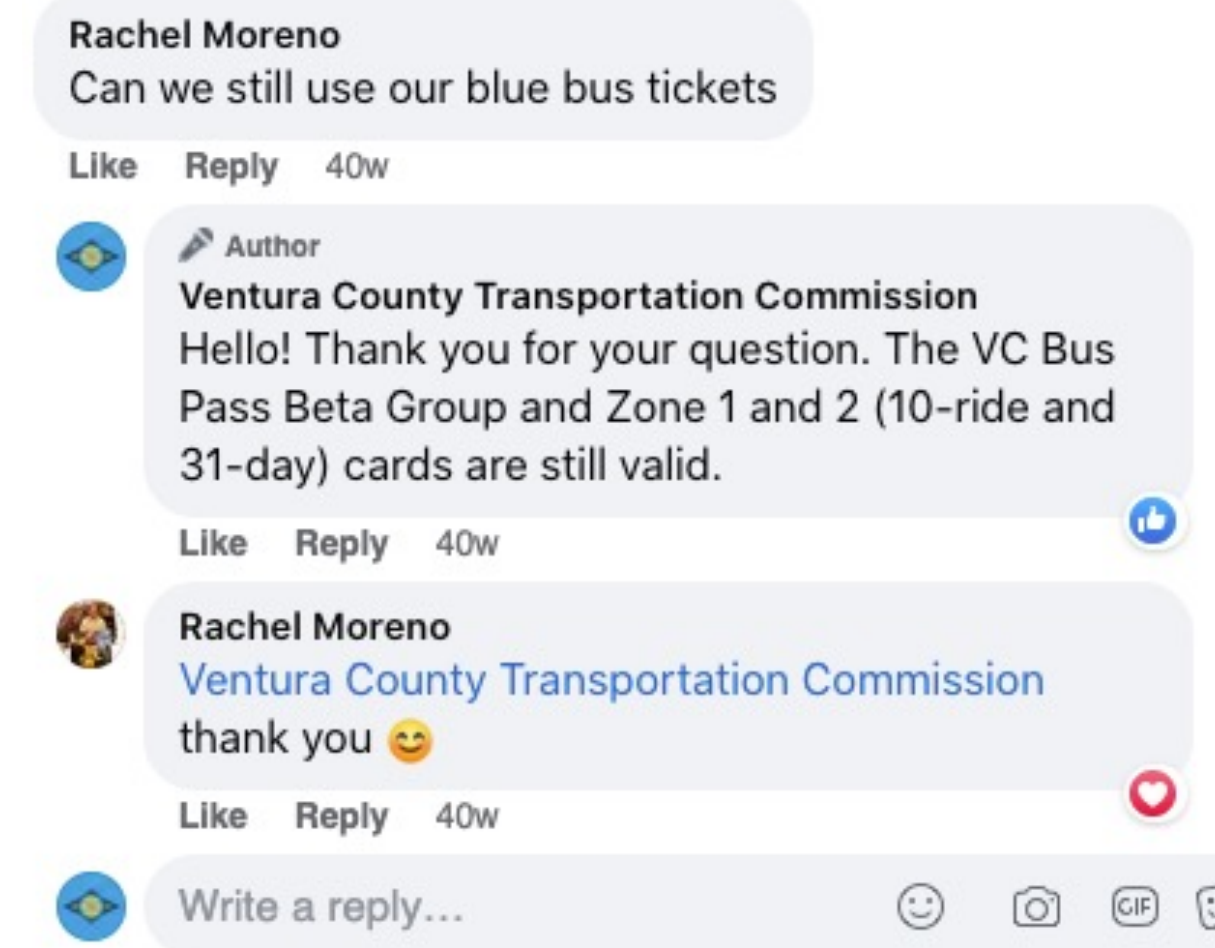 Rachel Moreno
Can we still use our blue bus tickets
Like Reply 40w
Author
Ventura County Transportation Commission
Hello! Thank you for your question. The VC Bus
Pass Beta Group and Zone 1 and 2 (10-ride and
31-day) cards are still valid.
Like Reply 40w
Rachel Moreno
Ventura County Transportation Commission
thank you 😊
Like Reply 40w
Write a reply...
GIF